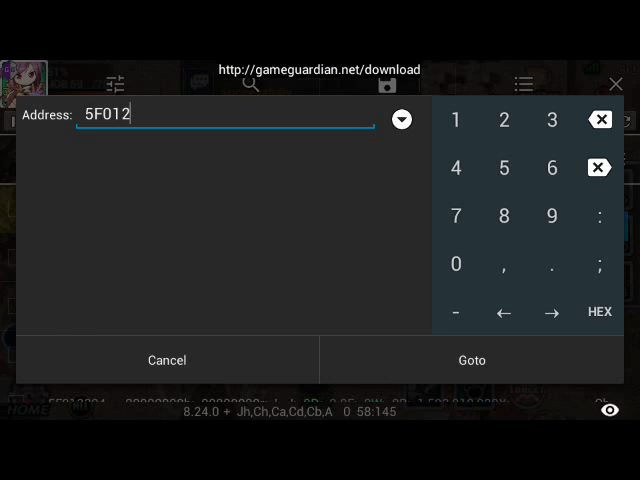 http://gameguardian.net/download
Address: 5F012
1 2 3
4 5 6
7 8 9 :
0 , . ;
- ← → HEX
Cancel Goto
HOME
8.24.0 + Jh,Ch,Ca,Cd,Cb,A 0 58:145